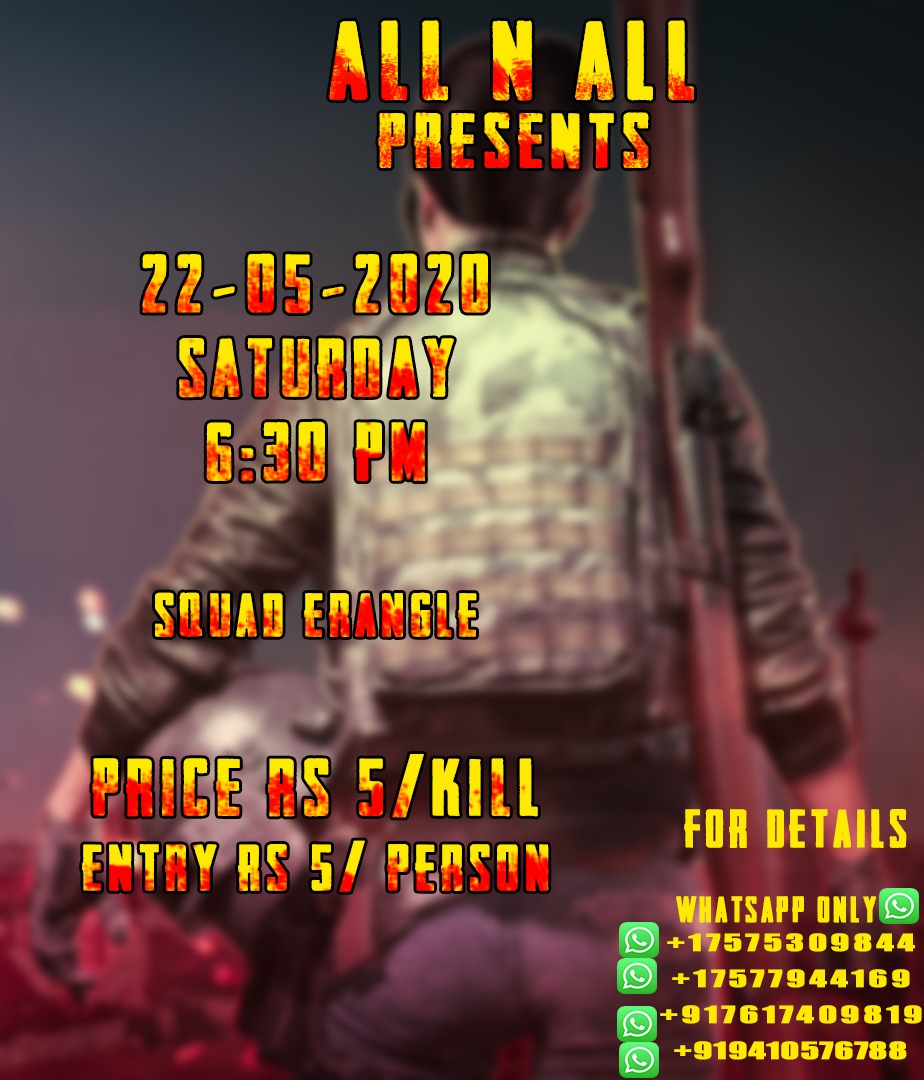 ALL N ALL
PRESENTS
22-05-2020
SATURDAY
6:30 PM
SQUAD ERANGLE
PRICE RS 5/KILL
ENTRY RS 5/ PERSON
FOR DETAILS
WHATSAPP ONLY
+17575309844
+17577944169
+917617409819
+919410576788